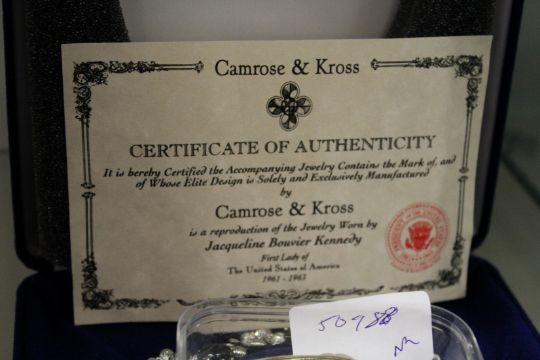 Camrose & Kross
CERTIFICATE OF AUTHENTICITY
It is hereby Certified the Accompanying Jewelry Contains the Mark of, and
of Whose Elite Design is Solely and Exclusively Manufactured
by
Camrose & Kross
is a reproduction of the Jewelry Worn by
Jacqueline Bouvier Kennedy
First Lady of
The United States of America
1961 - 1963